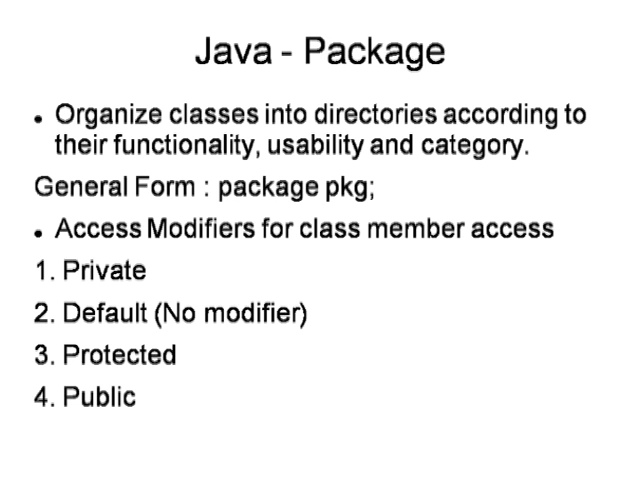 Java - Package
• Organize classes into directories according to
their functionality, usability and category.
General Form : package pkg;
• Access Modifiers for class member access
1. Private
2. Default (No modifier)
3. Protected
4. Public